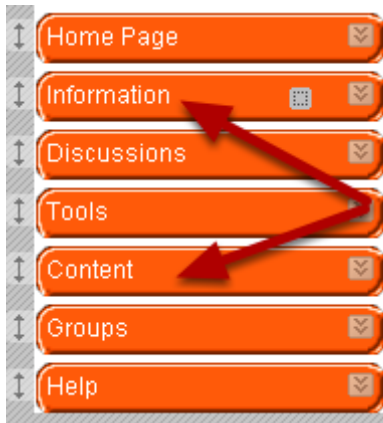 Home Page
Information
Discussions
Tools
Content
Groups
Help